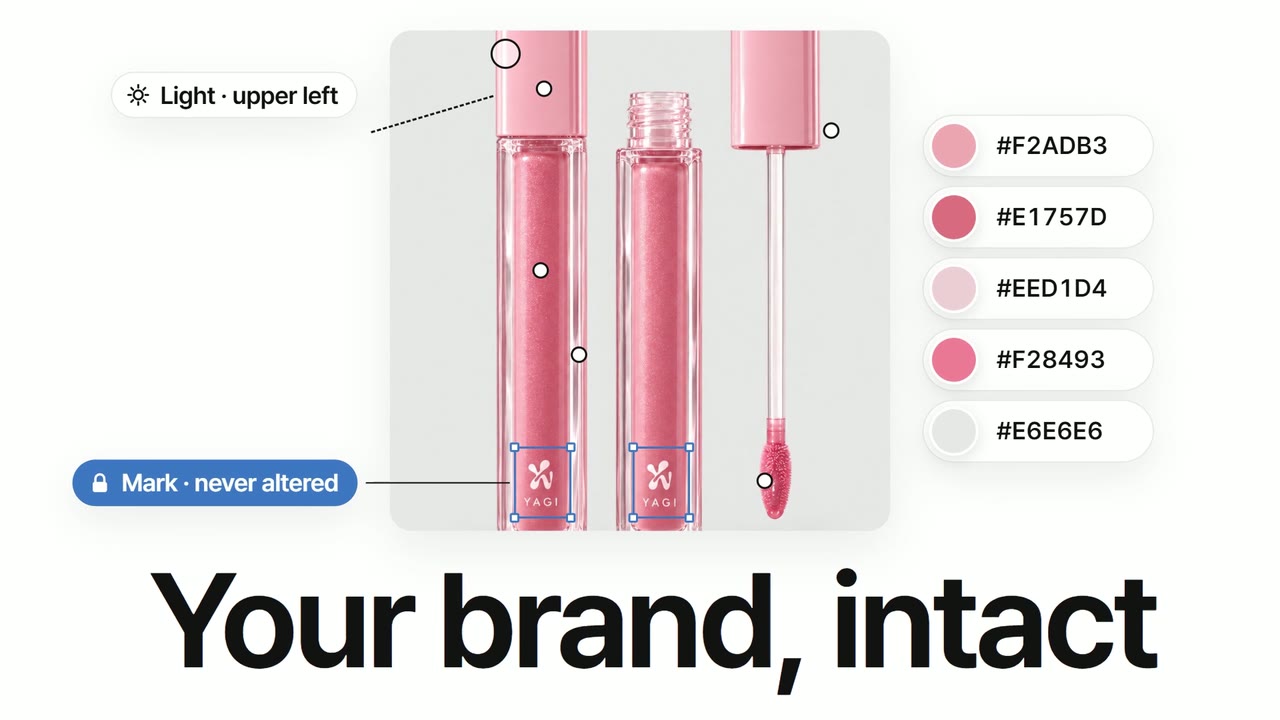 Light · upper left
#F2ADB3
#E1757D
#EED1D4
#F28493
#E6E6E6
Mark · never altered
YAGI
YAGI
Your brand, intact